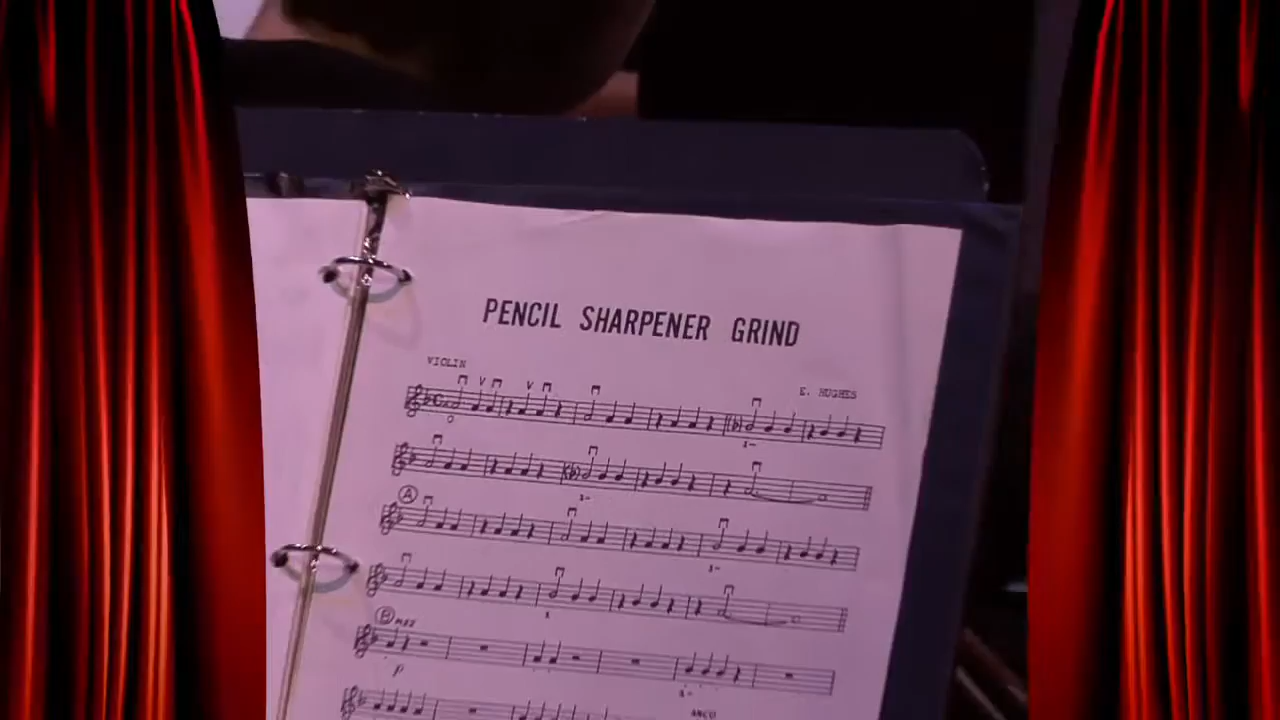 PENCIL SHARPENER GRIND
VIOLIN
E. HUGHES
A
B
p
ARCO